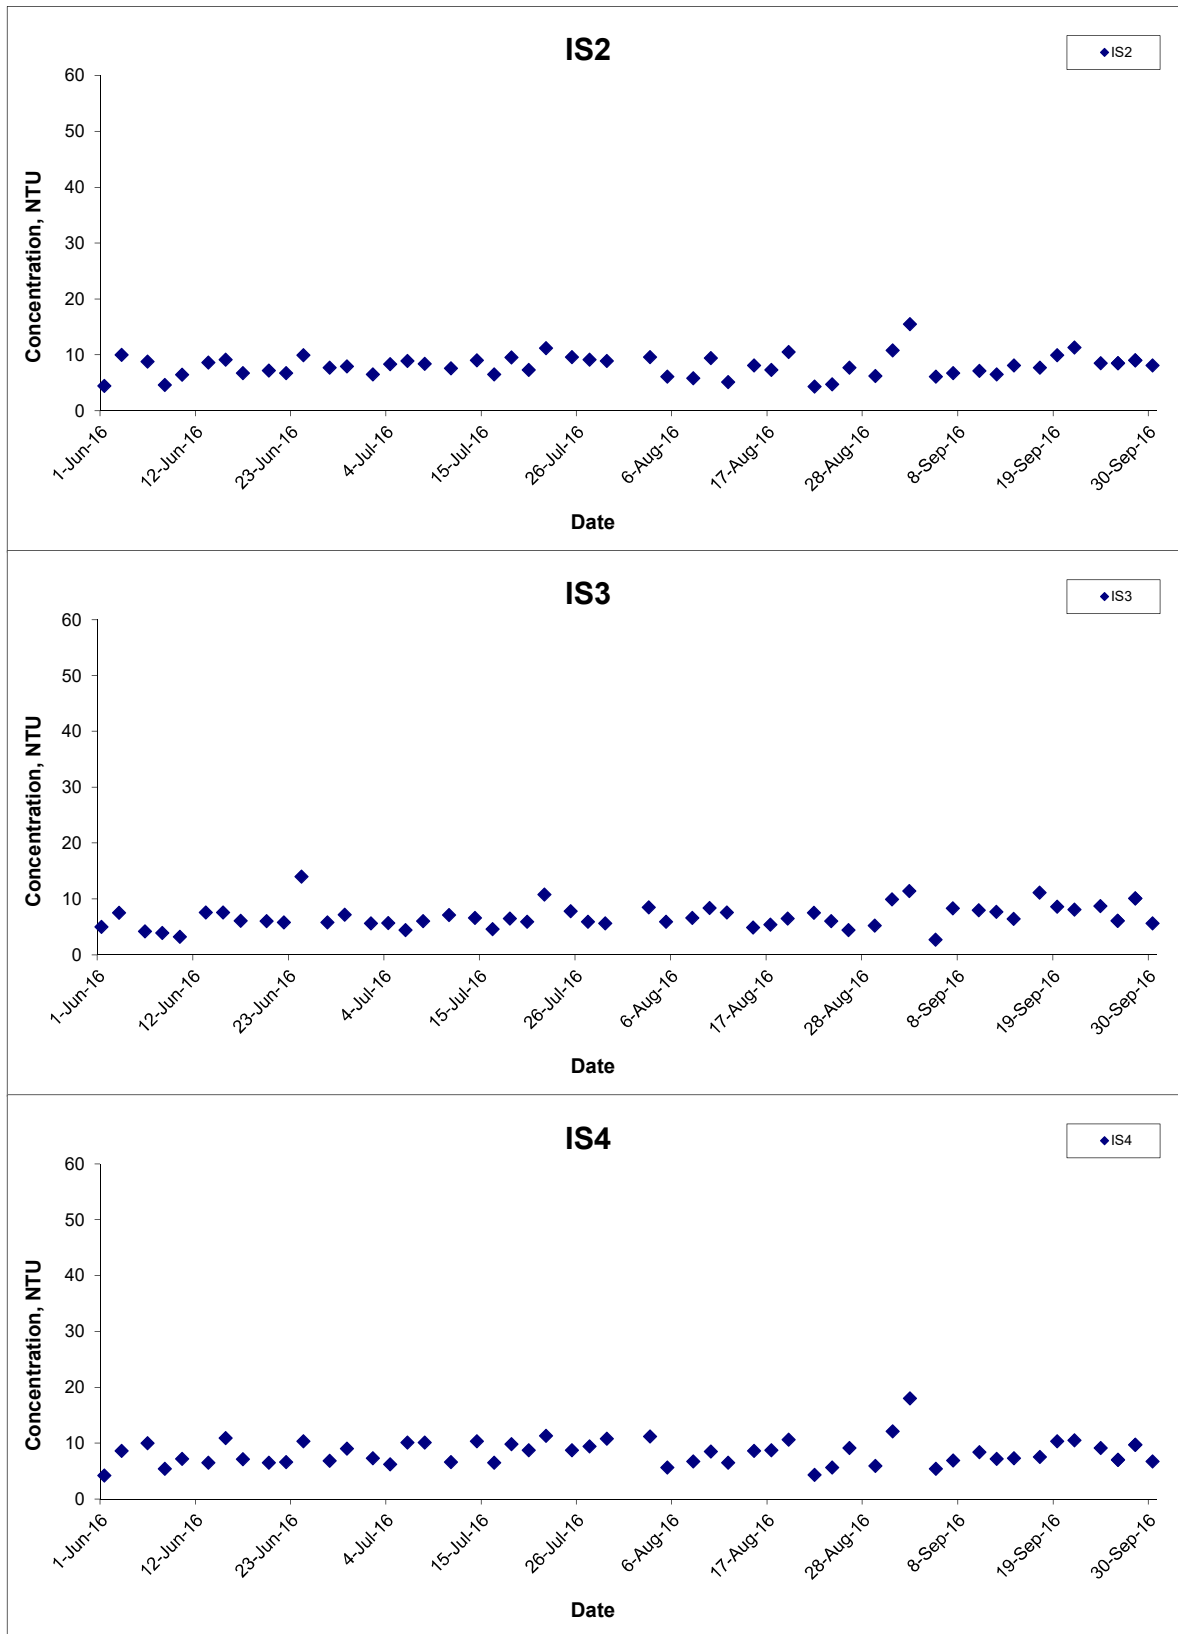 IS2
IS2
60
50
40
30
20
10
0
Concentration, NTU
1-Jun-16
12-Jun-16
23-Jun-16
4-Jul-16
15-Jul-16
26-Jul-16
6-Aug-16
17-Aug-16
28-Aug-16
8-Sep-16
19-Sep-16
30-Sep-16
Date
IS3
IS3
60
50
40
30
20
10
0
Concentration, NTU
1-Jun-16
12-Jun-16
23-Jun-16
4-Jul-16
15-Jul-16
26-Jul-16
6-Aug-16
17-Aug-16
28-Aug-16
8-Sep-16
19-Sep-16
30-Sep-16
Date
IS4
IS4
60
50
40
30
20
10
0
Concentration, NTU
1-Jun-16
12-Jun-16
23-Jun-16
4-Jul-16
15-Jul-16
26-Jul-16
6-Aug-16
17-Aug-16
28-Aug-16
8-Sep-16
19-Sep-16
30-Sep-16
Date